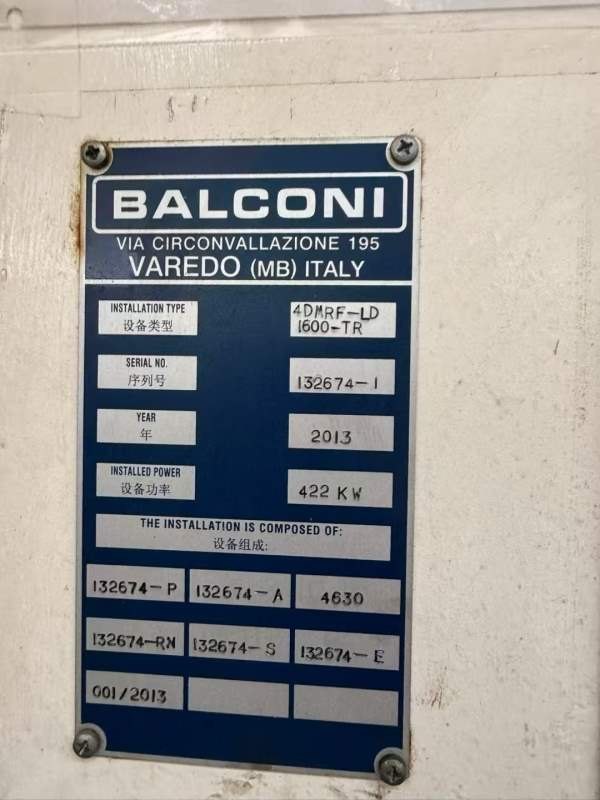 BALCONI
VIA CIRCONVALLAZIONE 195
VAREDO (MB) ITALY
INSTALLATION TYPE
设备类型
4DMRF-LD
1600-TR
SERIAL NO.
序列号
132674-1
YEAR
年
2013
INSTALLED POWER
设备功率
422 KW
THE INSTALLATION IS COMPOSED OF:
设备组成:
132674-P 132674-A 4630
132674-RN 132674-S 132674-E
001/2013